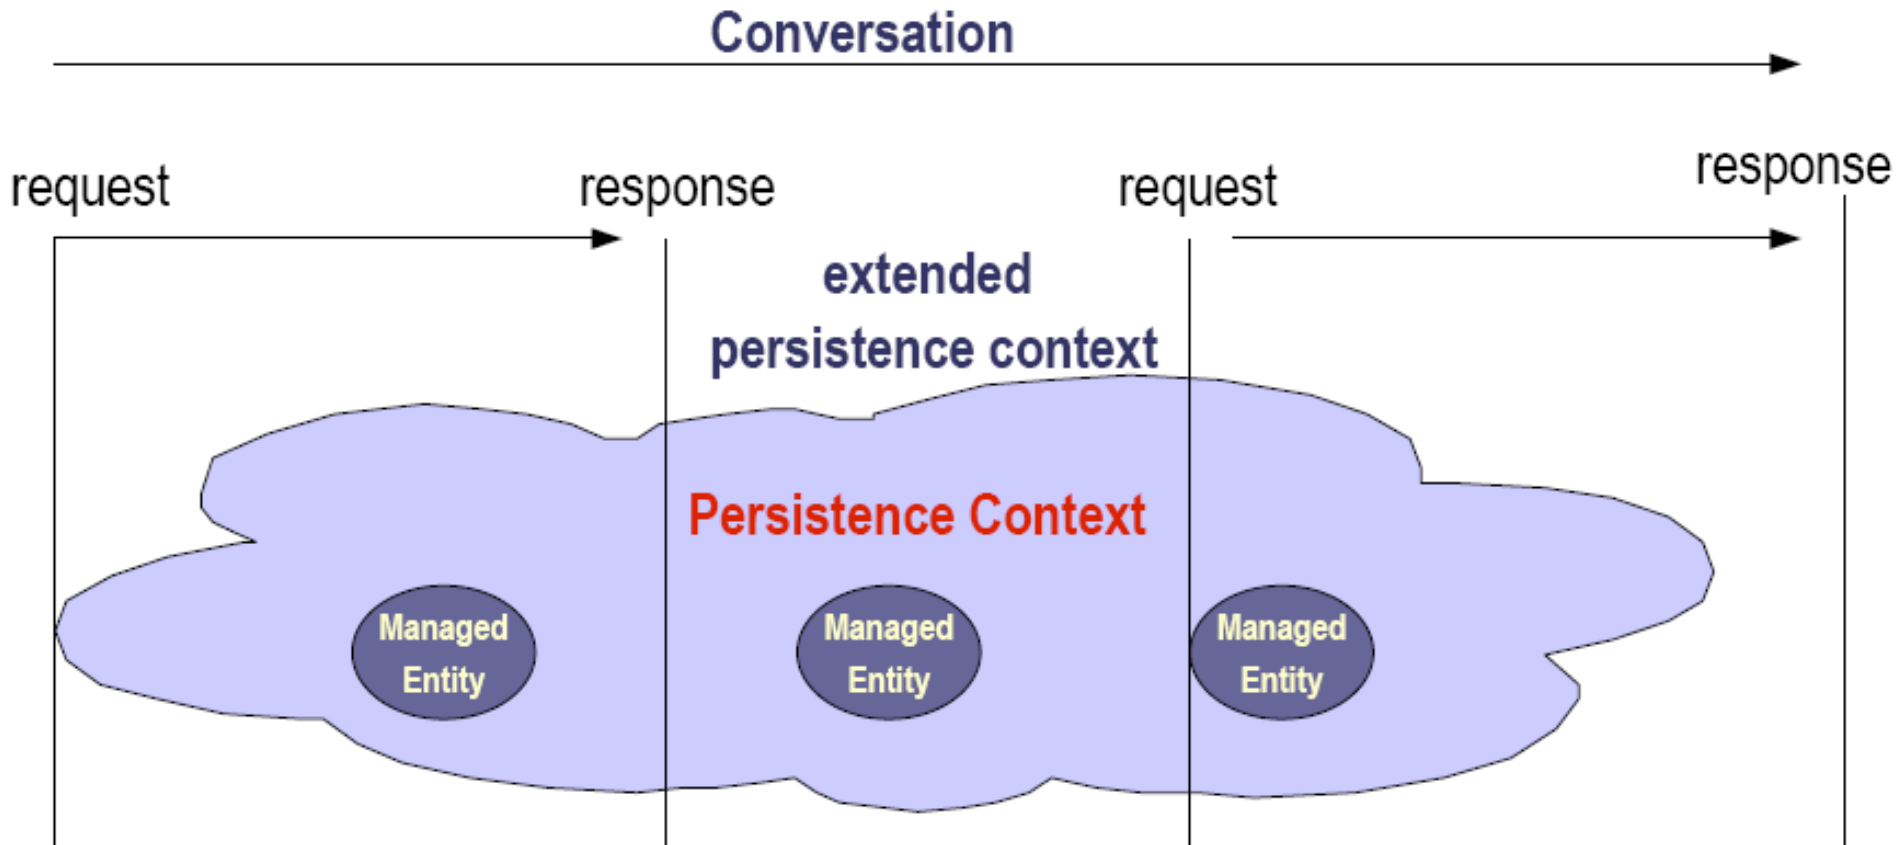 Conversation
request
response
request
response
extended
persistence context
Persistence Context
Managed
Entity
Managed
Entity
Managed
Entity